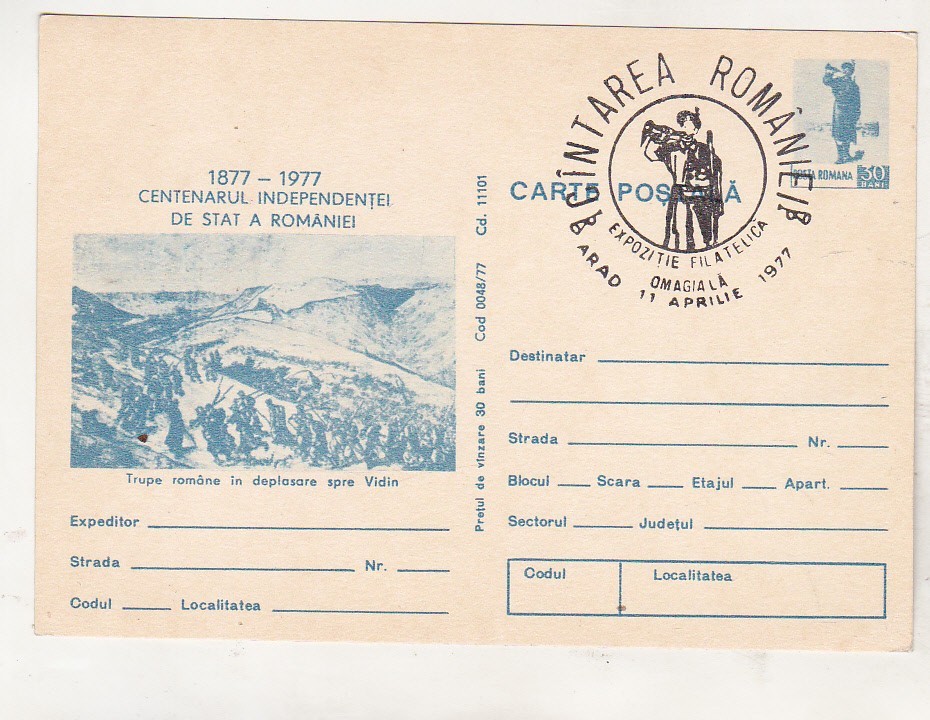 1877 – 1977
CENTENARUL INDEPENDENȚEI
DE STAT A ROMÂNIEI
Trupe române în deplasare spre Vidin
Expeditor
Strada Nr.
Codul Localitatea
Prețul de vînzare 30 bani Cod 0048/77 Cd. 11101
CARTE POȘTALĂ
POȘTA ROMANA 30
BANI
CÎNTAREA ROMÂNIEI
EXPOZIȚIE FILATELICĂ
OMAGIALĂ
ARAD 11 APRILIE 1977
Destinatar
Strada Nr.
Blocul Scara Etajul Apart.
Sectorul Județul
Codul Localitatea